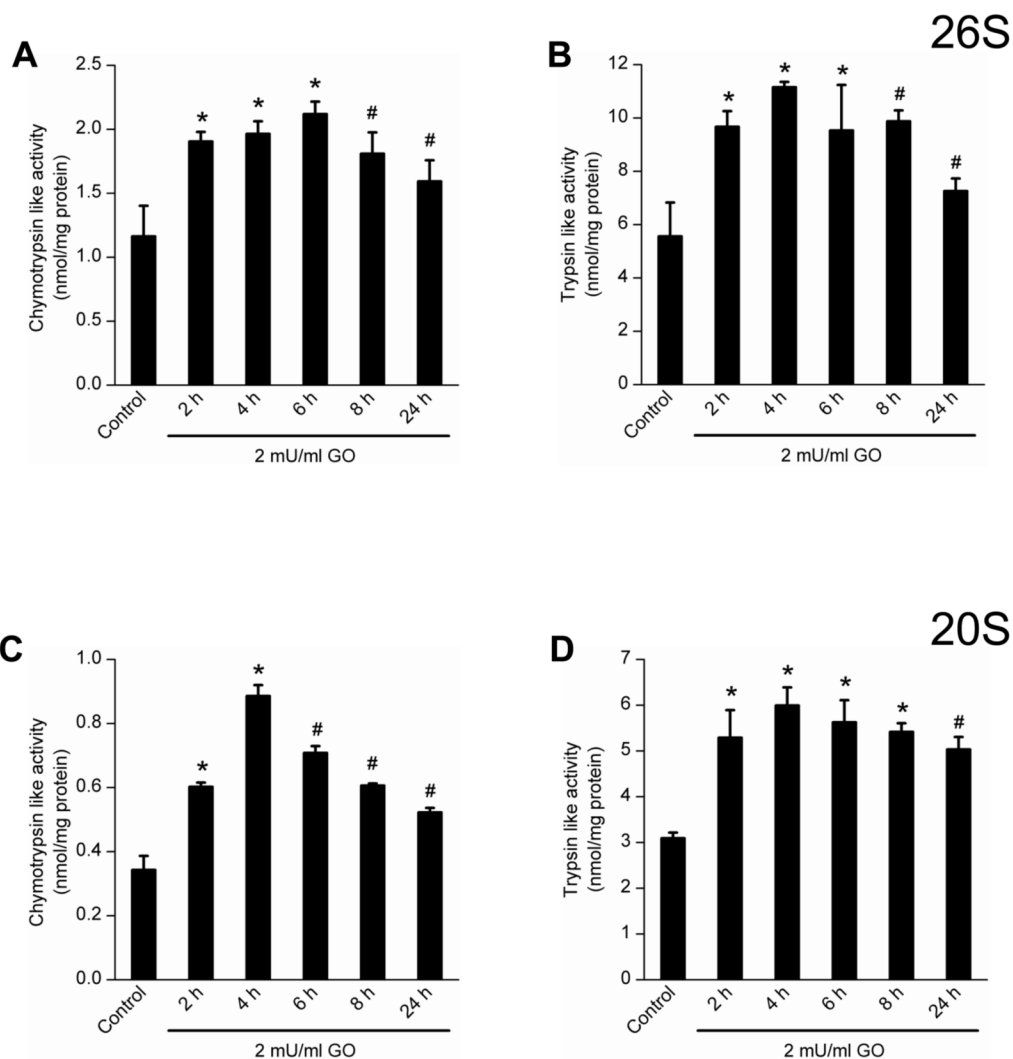 26S
A
Chymotrypsin like activity
(nmol/mg protein)
2.5
2.0
1.5
1.0
0.5
0.0
*
*
*
#
#
Control
2 h
4 h
6 h
8 h
24 h
2 mU/ml GO
B
Trypsin like activity
(nmol/mg protein)
12
10
8
6
4
2
0
*
*
*
#
#
Control
2 h
4 h
6 h
8 h
24 h
2 mU/ml GO
20S
C
Chymotrypsin like activity
(nmol/mg protein)
1.0
0.8
0.6
0.4
0.2
0.0
*
*
#
#
#
Control
2 h
4 h
6 h
8 h
24 h
2 mU/ml GO
D
Trypsin like activity
(nmol/mg protein)
7
6
5
4
3
2
1
0
*
*
*
*
#
Control
2 h
4 h
6 h
8 h
24 h
2 mU/ml GO